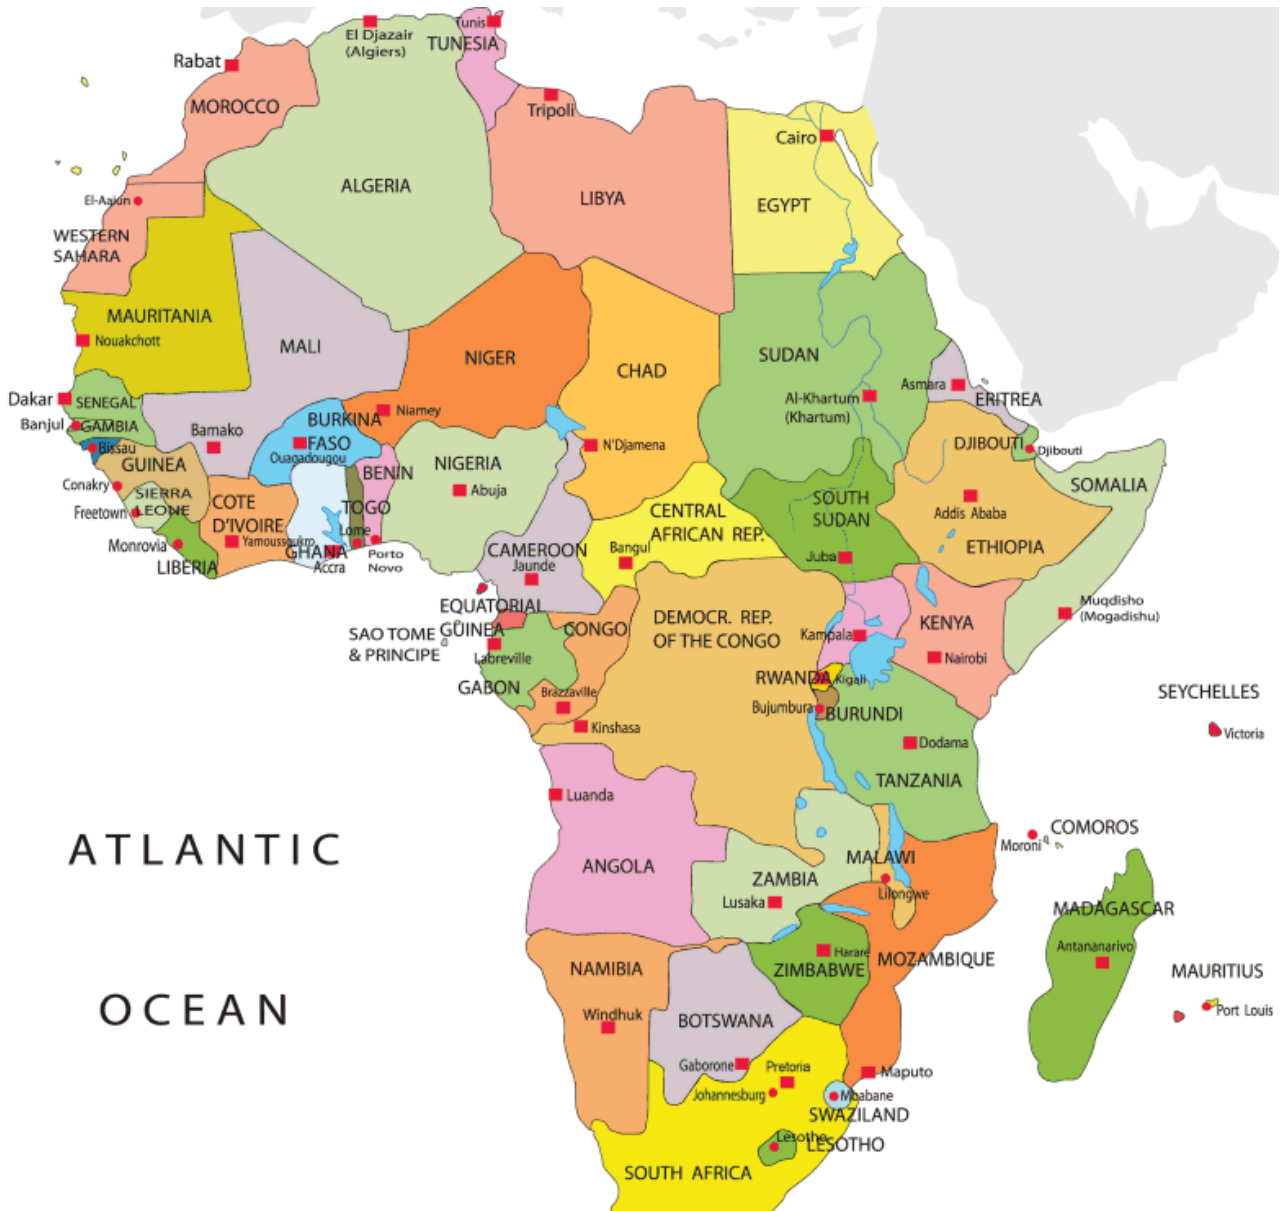 Tunis
El Djazair
(Algiers)
TUNESIA
Rabat
MOROCCO
Tripoli
Cairo
ALGERIA
LIBYA
EGYPT
El-Aajun
WESTERN
SAHARA
MAURITANIA
Nouakchott
MALI
NIGER
CHAD
SUDAN
Asmara
ERITREA
Al-Khartum
(Khartum)
Dakar
SENEGAL
Banjul
GAMBIA
Bissau
GUINEA
Bamako
BURKINA
FASO
Ouagadougou
Niamey
N'Djamena
DJIBOUTI
Djibouti
BENIN
NIGERIA
Abuja
SOMALIA
Conakry
SIERRA
LEONE
Freetown
COTE
D'IVOIRE
Yamoussoukro
TOGO
Lome
GHANA
Accra
Porto
Novo
Monrovia
LIBERIA
CENTRAL
AFRICAN REP.
Bangul
SOUTH
SUDAN
Juba
Addis Ababa
ETHIOPIA
CAMEROON
Jaunde
EQUATORIAL
GUINEA
SAO TOME
& PRINCIPE
Labreville
GABON
CONGO
Brazzaville
Kinshasa
DEMOCR. REP.
OF THE CONGO
Kampala
KENYA
Nairobi
Muqdisho
(Mogadishu)
RWANDA
Kigali
Bujumbura
BURUNDI
SEYCHELLES
Victoria
Dodama
TANZANIA
Luanda
ATLANTIC
OCEAN
ANGOLA
ZAMBIA
Lusaka
MALAWI
Lilongwe
Moroni
COMOROS
MADAGASCAR
Antananarivo
MAURITIUS
Port Louis
NAMIBIA
Windhuk
Harare
ZIMBABWE
MOZAMBIQUE
BOTSWANA
Gaborone
Pretoria
Johannesburg
Maputo
Mbabane
SWAZILAND
Lesotho
LESOTHO
SOUTH AFRICA